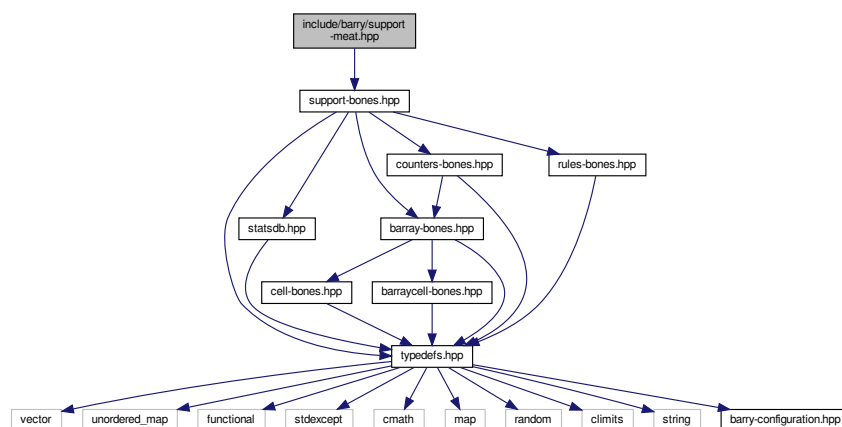 include/barry/support
-meat.hpp
support-bones.hpp
counters-bones.hpp
rules-bones.hpp
statsdb.hpp
barray-bones.hpp
cell-bones.hpp
barraycell-bones.hpp
typedefs.hpp
vector
unordered_map
functional
stdexcept
cmath
map
random
climits
string
barry-configuration.hpp